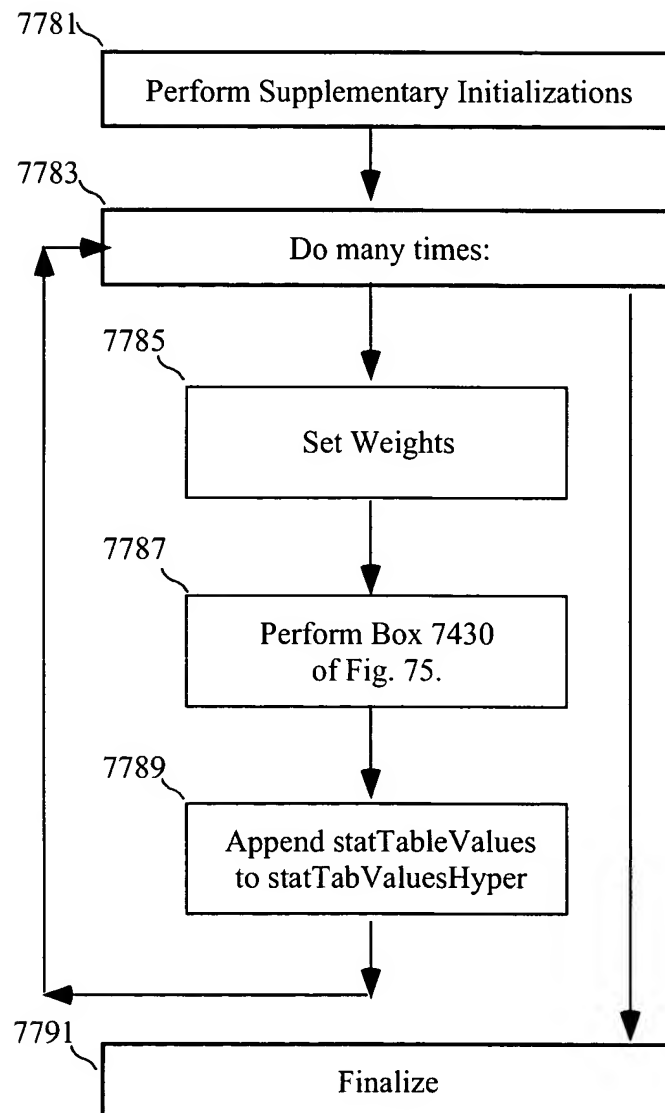 7781
Perform Supplementary Initializations
7783
Do many times:
7785
Set Weights
7787
Perform Box 7430
of Fig. 75.
7789
Append statTableValues
to statTabValuesHyper
7791
Finalize